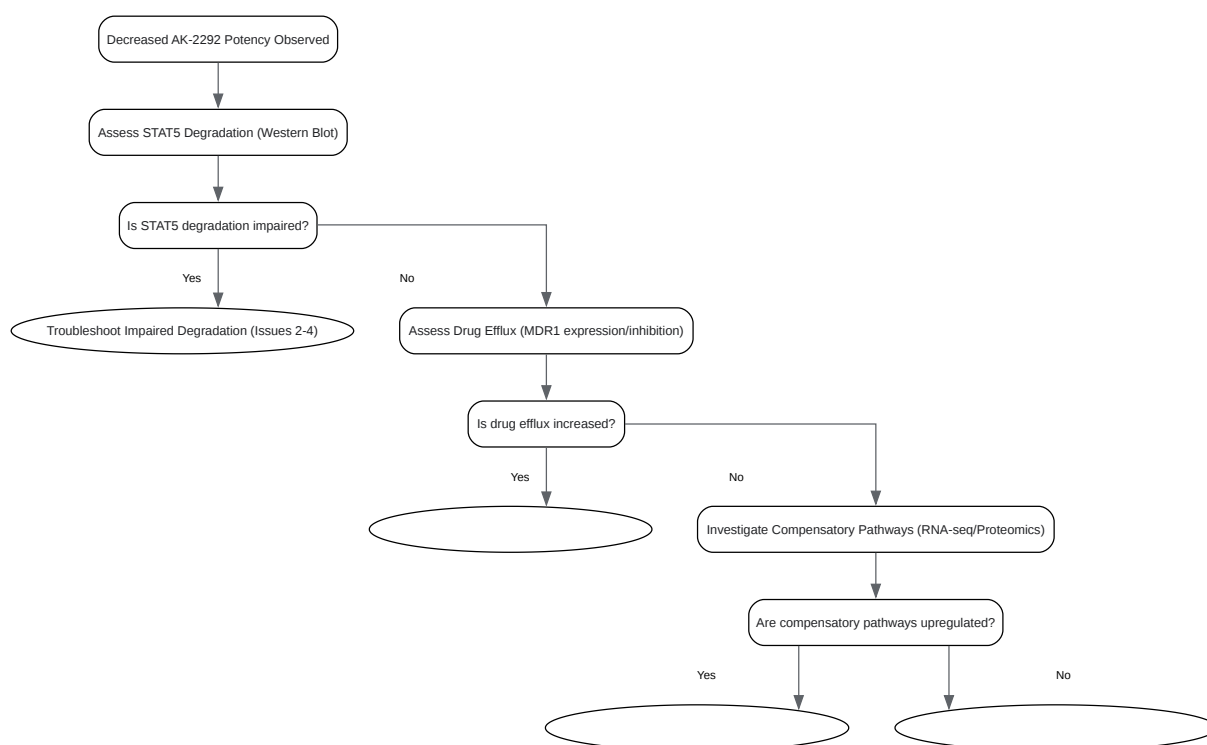 Decreased AK-2292 Potency Observed
Assess STAT5 Degradation (Western Blot)
Is STAT5 degradation impaired?
Yes
No
Troubleshoot Impaired Degradation (Issues 2-4)
Assess Drug Efflux (MDR1 expression/inhibition)
Is drug efflux increased?
Yes
No
Investigate Compensatory Pathways (RNA-seq/Proteomics)
Are compensatory pathways upregulated?
Yes
No